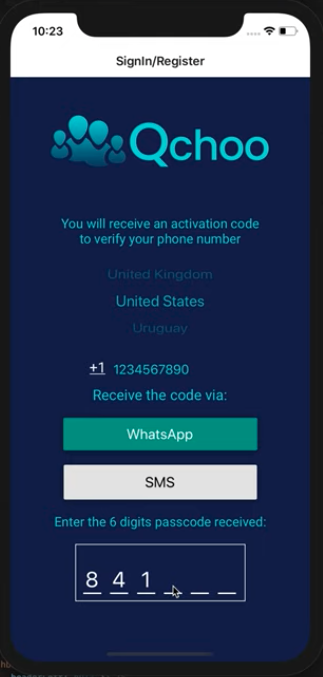 10:23
SignIn/Register
Qchoo
You will receive an activation code
to verify your phone number
United Kingdom
United States
Uruguay
+1 1234567890
Receive the code via:
WhatsApp
SMS
Enter the 6 digits passcode received:
8 4 1 _ _ _